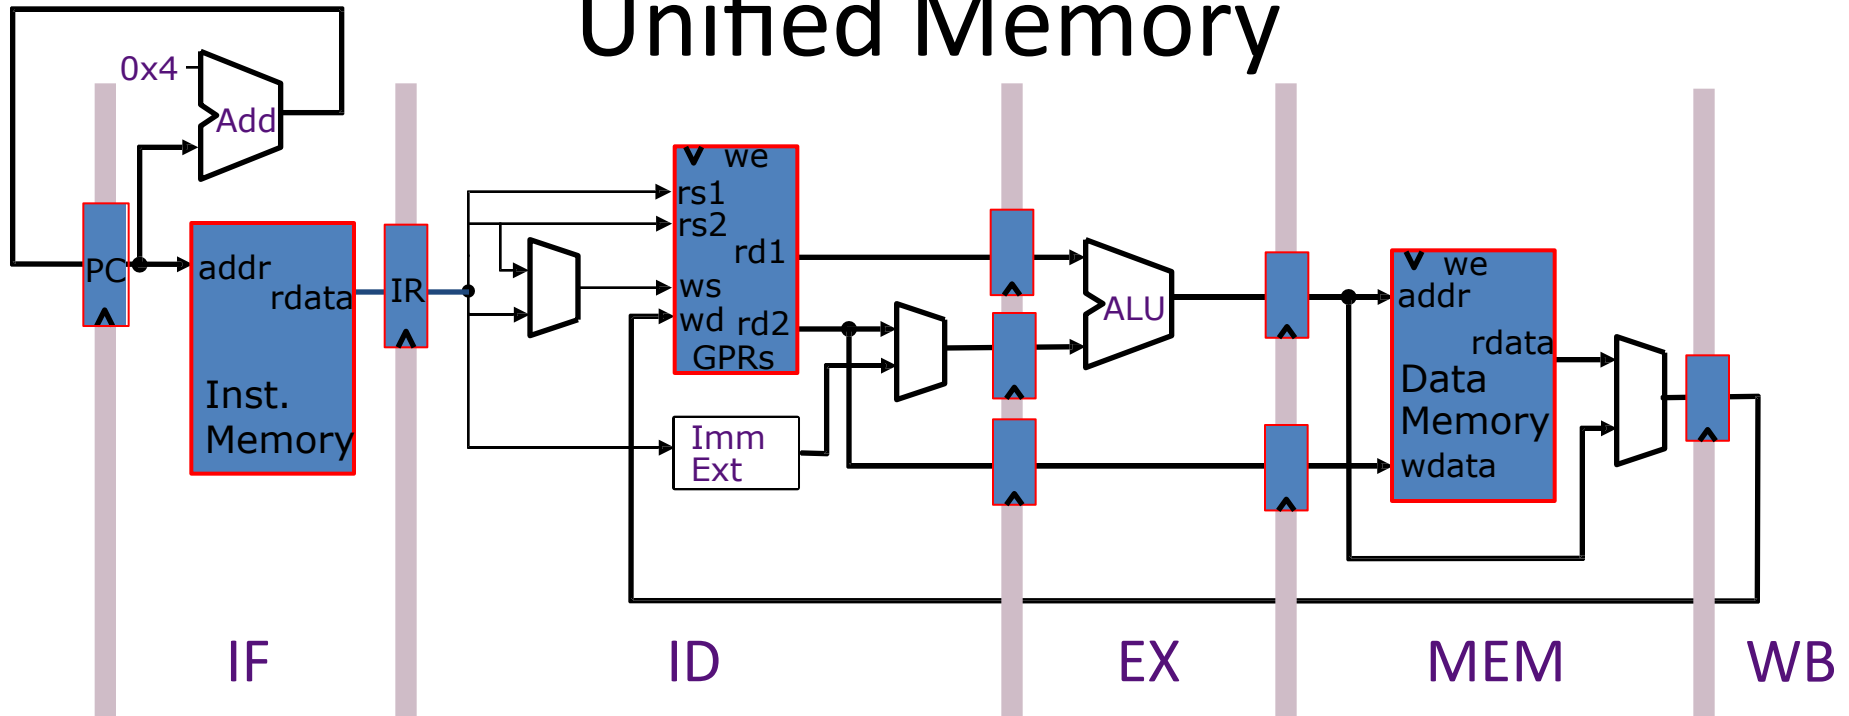 Unified Memory
0x4
Add
PC
addr
rdata
Inst.
Memory
IR
we
rs1
rs2
rd1
ws
wd rd2
GPRs
Imm
Ext
ALU
we
addr
rdata
Data
Memory
wdata
IF
ID
EX
MEM
WB